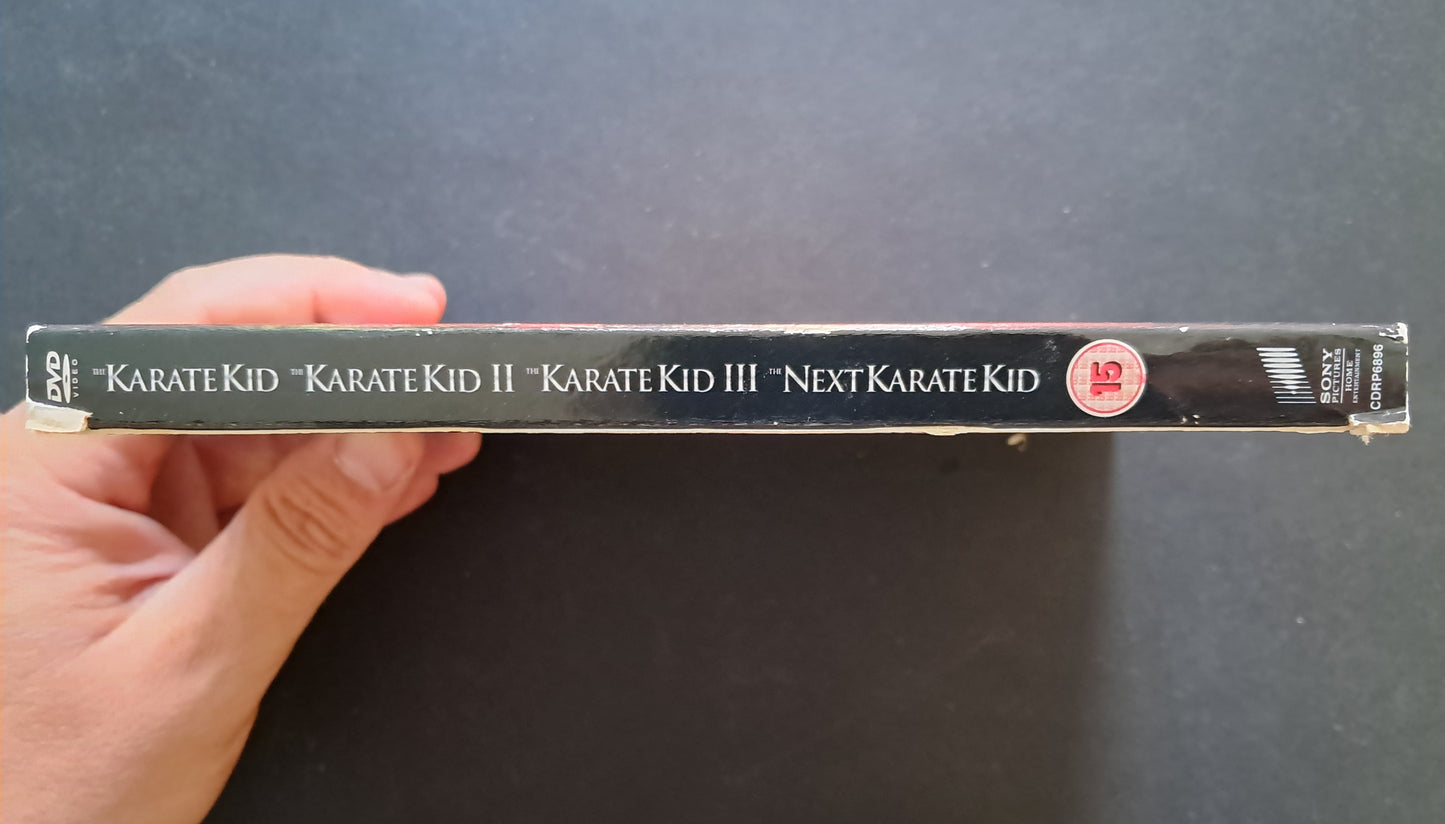 DVD
VIDEO
THE KARATE KID
THE KARATE KID II
THE KARATE KID III
THE NEXT KARATE KID
15
SONY
PICTURES
HOME
ENTERTAINMENT
CDRP6896